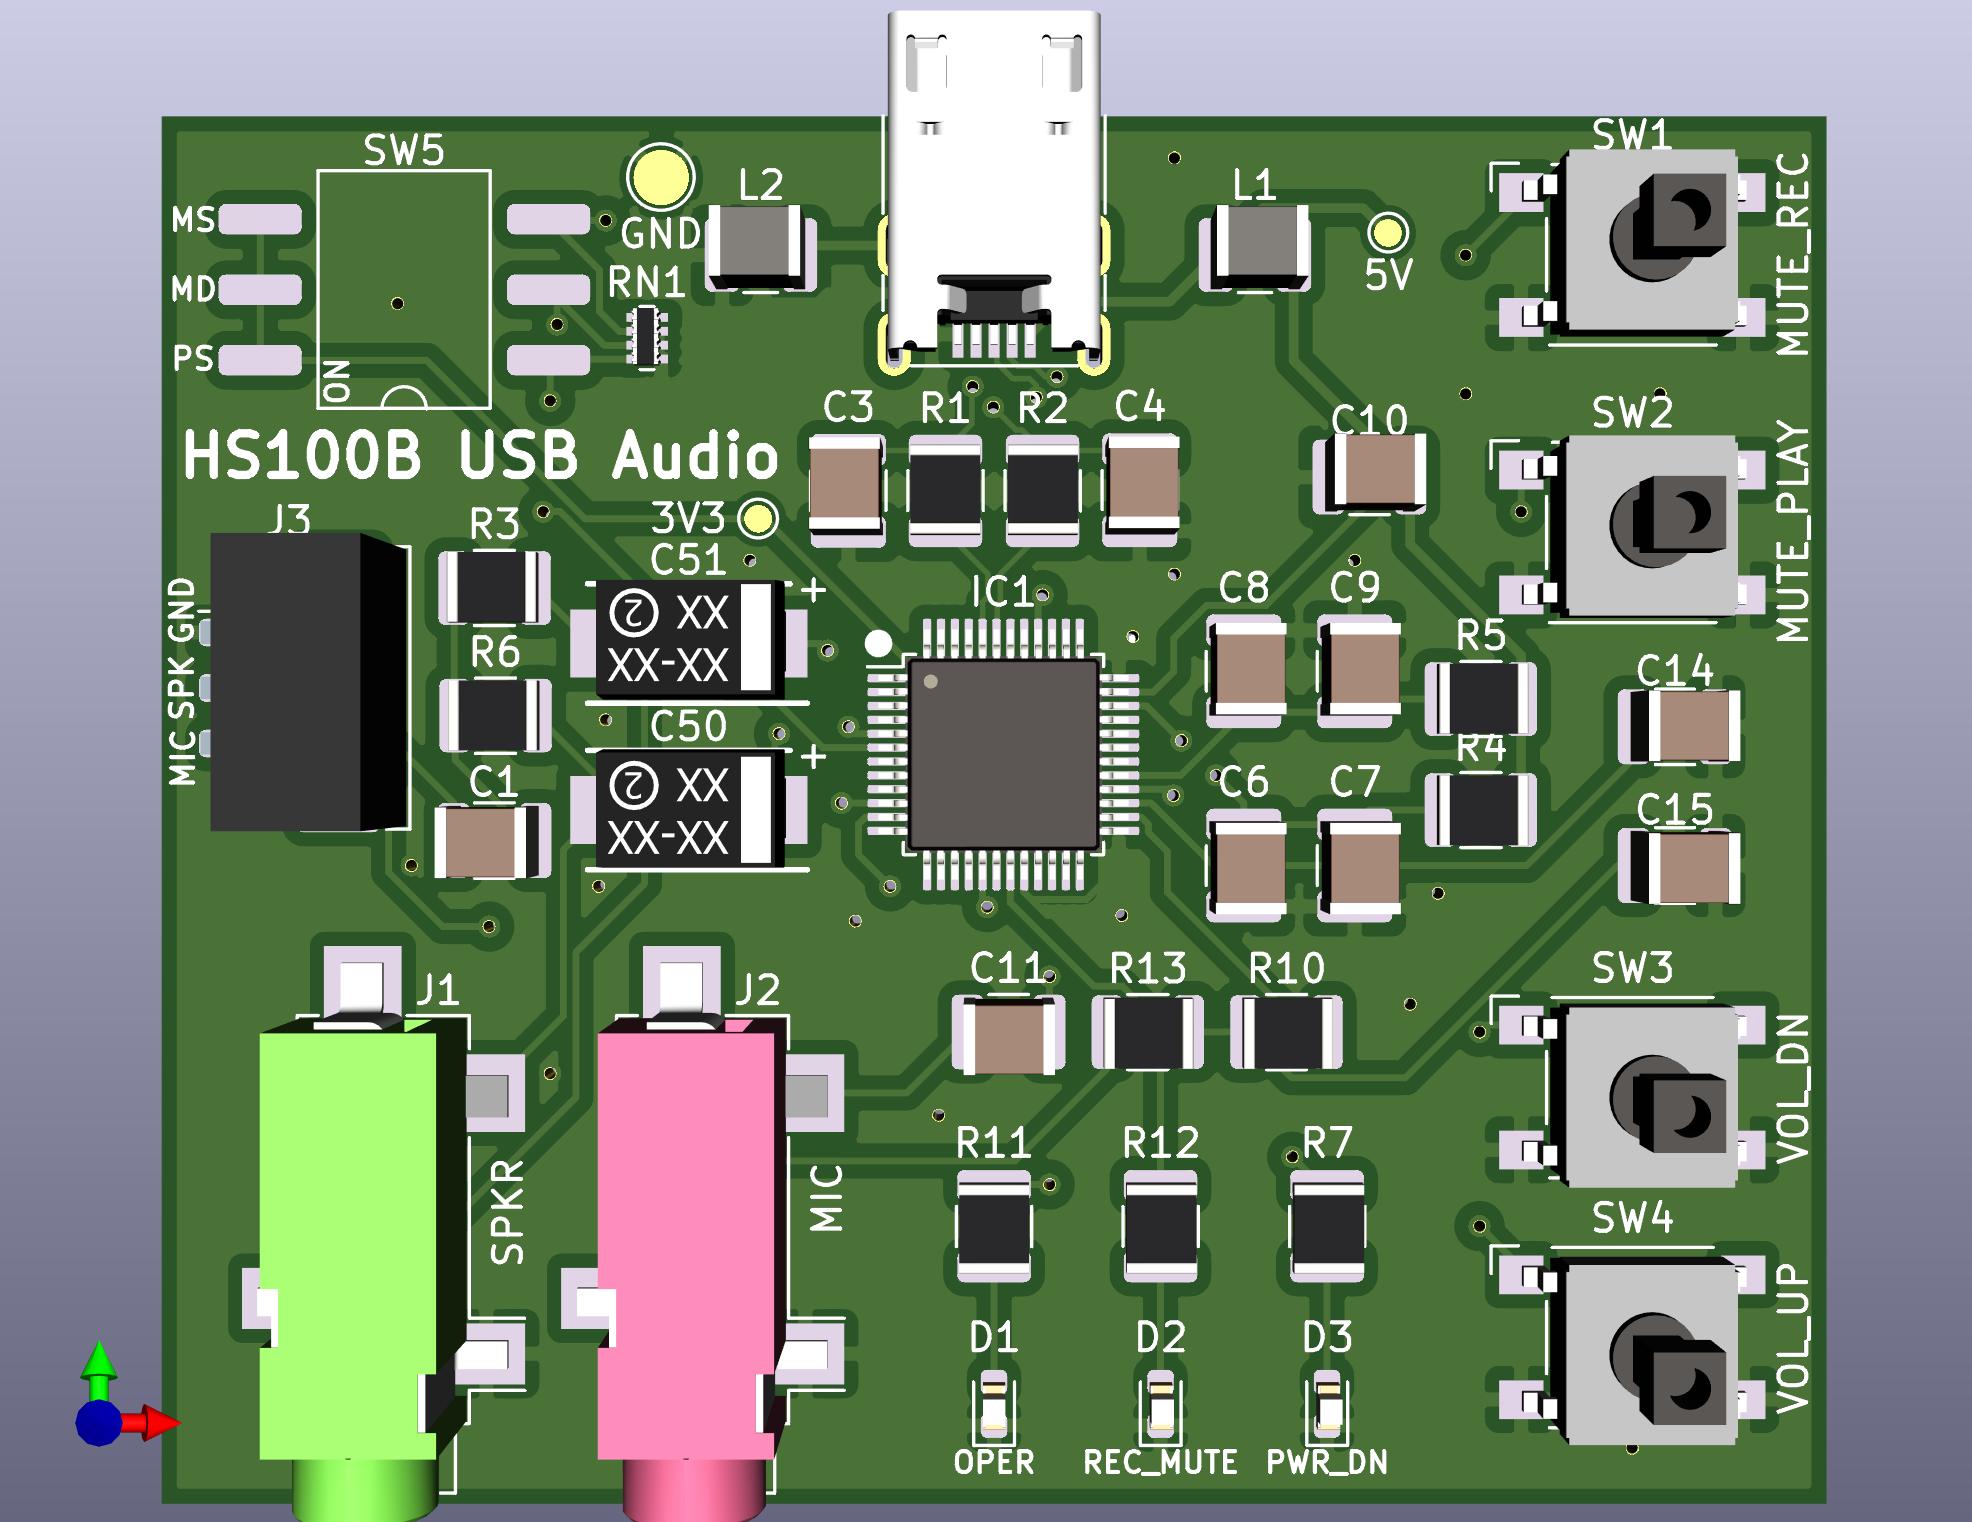 SW5
SW1
MS
MD
PS
ON
GND
L2
L1
5V
RN1
MUTE_REC
C3
R1
R2
C4
C10
SW2
MUTE_PLAY
HS100B USB Audio
3V3
J3
R3
C51
+
2 XX
XX-XX
IC1
C8
C9
GND
SPK
MIC
R6
R5
C14
C50
+
2 XX
XX-XX
R4
C1
C6
C7
C15
J1
J2
C11
R13
R10
SW3
VOL_DN
SPKR
MIC
R11
R12
R7
SW4
VOL_UP
D1
D2
D3
OPER
REC_MUTE
PWR_DN